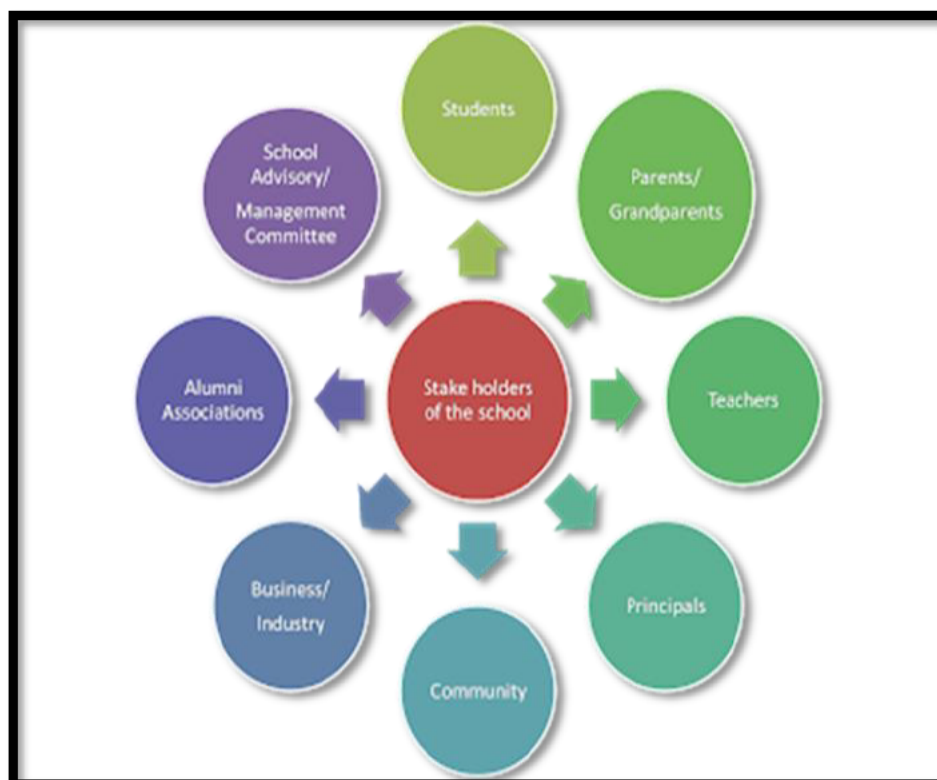 Students
Parents/
Grandparents
Teachers
Principals
Community
Business/
Industry
Alumni
Associations
School
Advisory/
Management
Committee
Stake holders
of the school